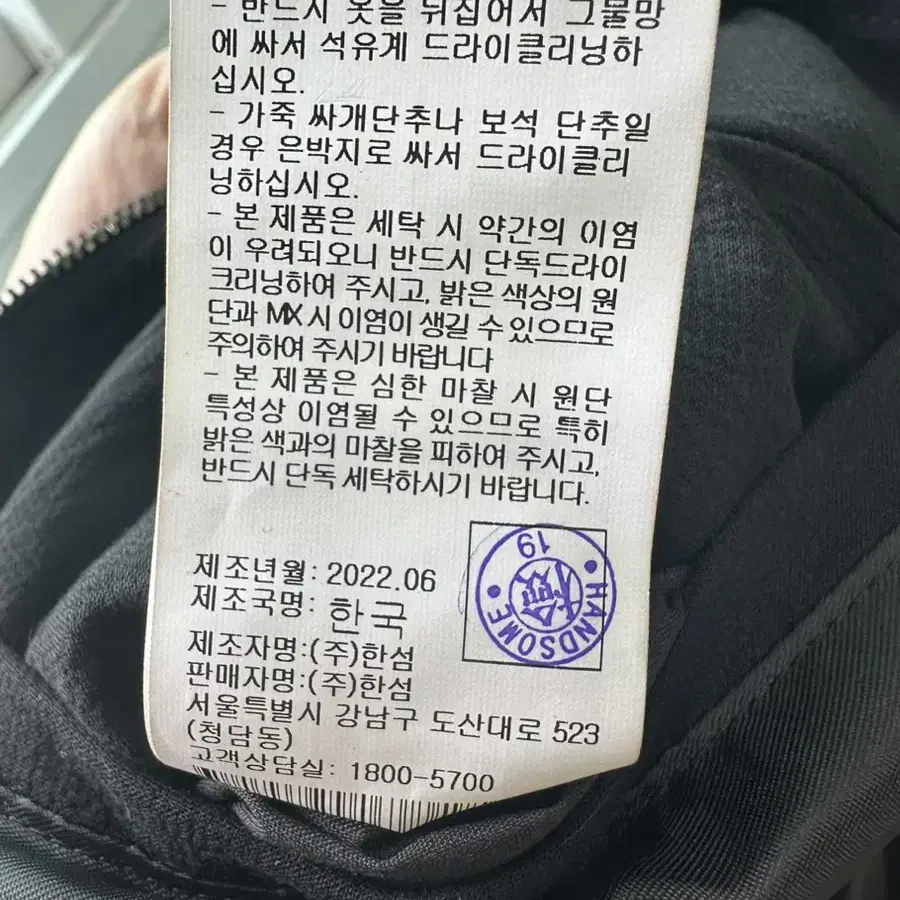 - 반드시 옷을 뒤집어서 그물망
에 싸서 석유계 드라이클리닝하
십시오.
- 가죽 싸개단추나 보석 단추일
경우 은박지로 싸서 드라이클리
닝하십시오.
- 본 제품은 세탁 시 약간의 이염
이 우려되오니 반드시 단독드라이
크리닝하여 주시고, 밝은 색상의 원
단과 MX 시 이염이 생길 수 있으므로
주의하여 주시기 바랍니다
- 본 제품은 심한 마찰 시 원단
특성상 이염될 수 있으므로 특히
밝은 색과의 마찰을 피하여 주시고,
반드시 단독 세탁하시기 바랍니다.
제조년월: 2022.06
제조국명: 한국
제조자명:(주)한섬
판매자명:(주)한섬
서울특별시 강남구 도산대로 523
(청담동)
고객상담실: 1800-5700
HANDSOME
19